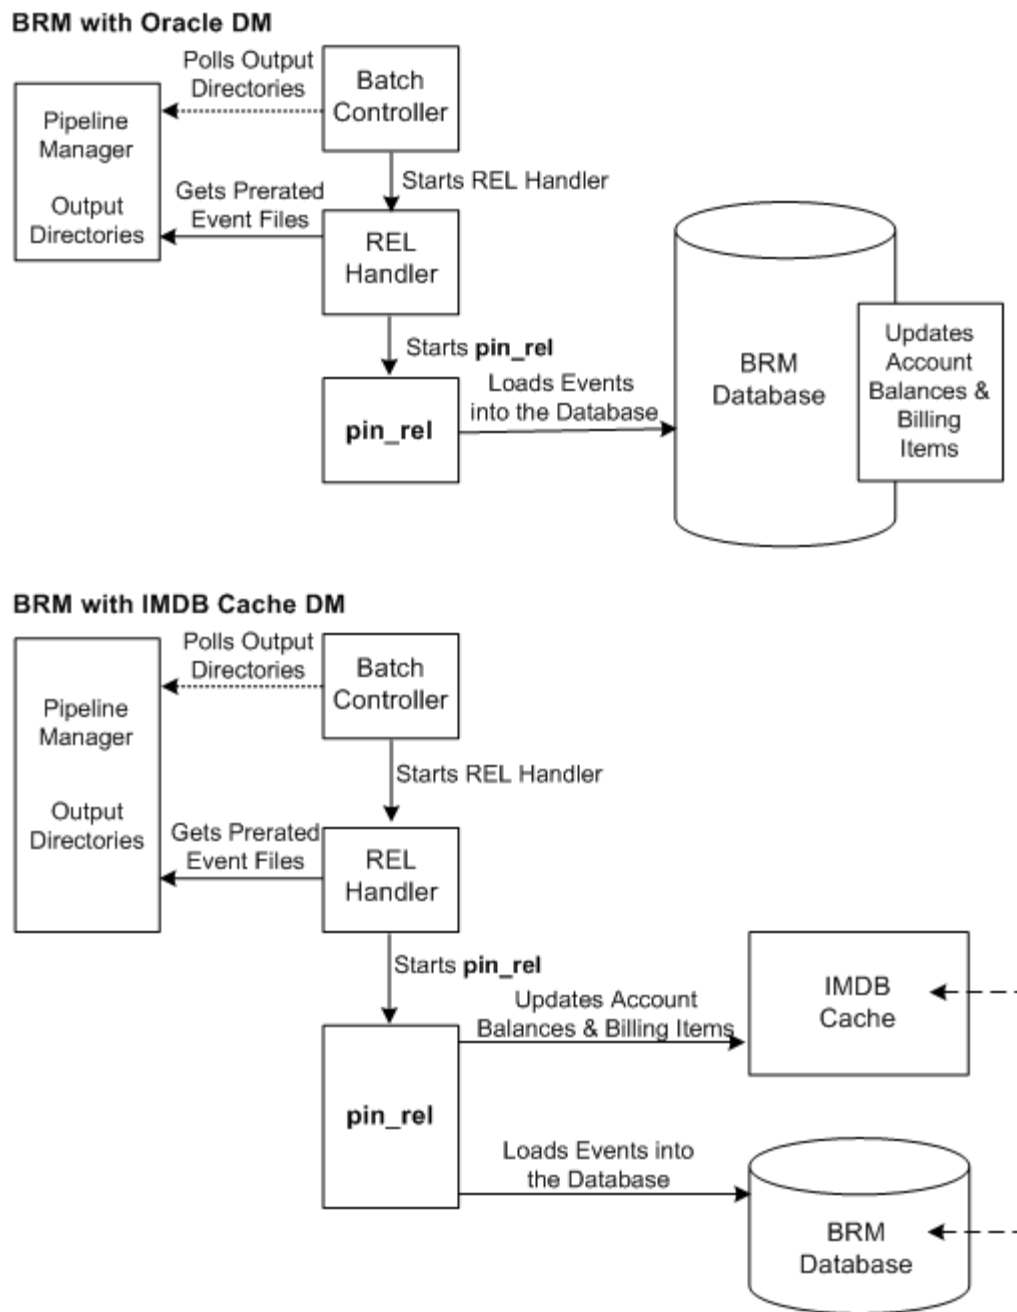 BRM with Oracle DM
Polls Output
Directories
Batch
Controller
Pipeline
Manager
Output
Directories
Starts REL Handler
Gets Prerated
Event Files
REL
Handler
Starts pin_rel
pin_rel
Loads Events
into the Database
BRM
Database
Updates
Account
Balances &
Billing
Items
BRM with IMDB Cache DM
Polls Output
Directories
Batch
Controller
Pipeline
Manager
Output
Directories
Starts REL Handler
Gets Prerated
Event Files
REL
Handler
Starts pin_rel
Updates Account
Balances & Billing Items
IMDB
Cache
pin_rel
Loads Events into
the Database
BRM
Database